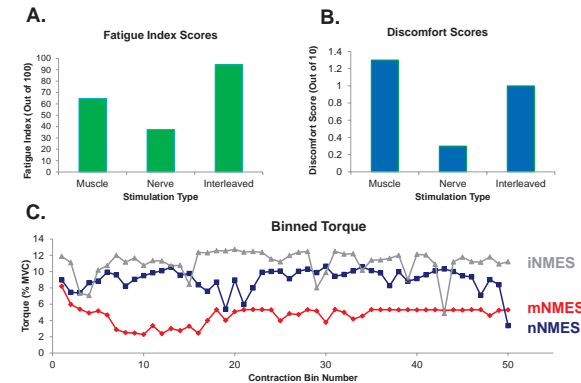 A.
Fatigue Index Scores
Fatigue Index (Out of 100)
100
90
80
70
60
50
40
30
20
10
0
Muscle Nerve Interleaved
Stimulation Type
B.
Discomfort Scores
Discomfort Score (Out of 10)
1.4
1.2
1
0.8
0.6
0.4
0.2
0
Muscle Nerve Interleaved
Stimulation Type
C.
Binned Torque
Torque (% MVC)
14
12
10
8
6
4
2
0
0 10 20 30 40 50
Contraction Bin Number
iNMES
mNMES
nNMES